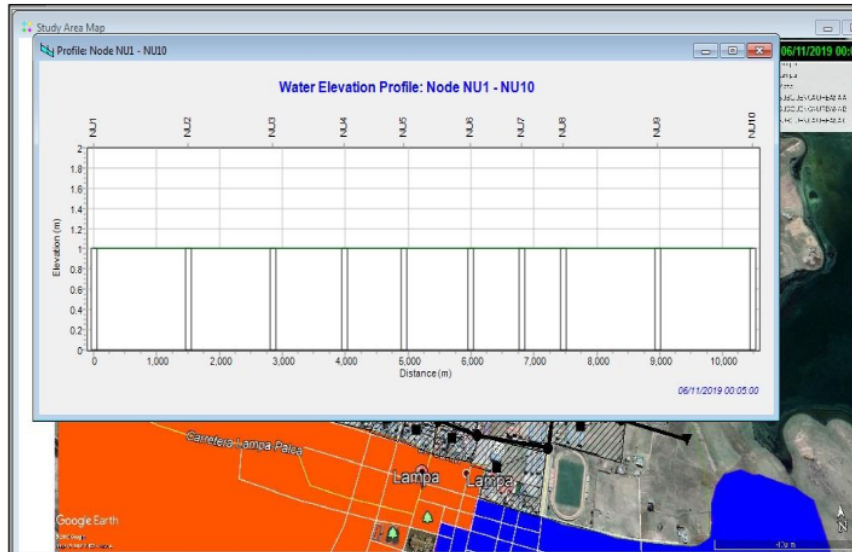 Study Area Map
Profile: Node NU1 - NU10
06/11/2019 00:0
Water Elevation Profile: Node NU1 - NU10
NU1 NU2 NU3 NU4 NU5 NU6 NU7 NU8 NU9 NU10
2
1.8
1.6
1.4
1.2
1
0.8
0.6
0.4
0.2
0
Elevation (m)
0 1,000 2,000 3,000 4,000 5,000 6,000 7,000 8,000 9,000 10,000
Distance (m)
06/11/2019 00:05:00
Carretera Lampa Palca
Lampa
Lampa
Google Earth
N